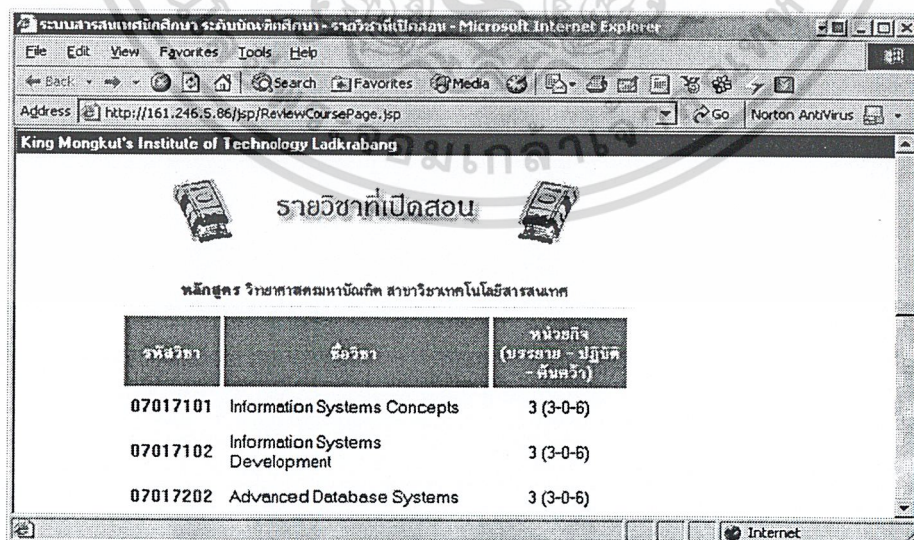 ระบบสารสนเทศนักศึกษา ระดับบัณฑิตศึกษา - รายวิชาที่เปิดสอน - Microsoft Internet Explorer
File Edit View Favorites Tools Help
Back Search Favorites Media
Address http://161.246.5.86/jsp/ReviewCoursePage.jsp Go Norton AntiVirus
King Mongkut's Institute of Technology Ladkrabang
รายวิชาที่เปิดสอน
หลักสูตร วิทยาศาสตรมหาบัณฑิต สาขาวิชาเทคโนโลยีสารสนเทศ
รหัสวิชา ชื่อวิชา หน่วยกิจ
(บรรยาย - ปฏิบัติ
- ค้นคว้า)
07017101 Information Systems Concepts 3 (3-0-6)
07017102 Information Systems
Development 3 (3-0-6)
07017202 Advanced Database Systems 3 (3-0-6)
Internet